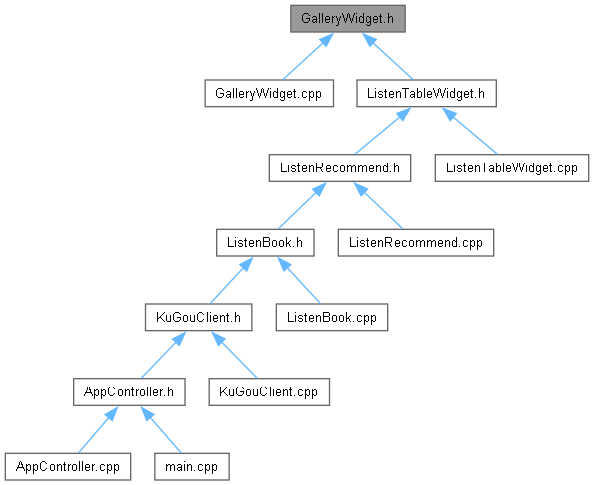 GalleryWidget.h
GalleryWidget.cpp
ListenTableWidget.h
ListenRecommend.h
ListenTableWidget.cpp
ListenBook.h
ListenRecommend.cpp
KuGouClient.h
ListenBook.cpp
AppController.h
KuGouClient.cpp
AppController.cpp
main.cpp